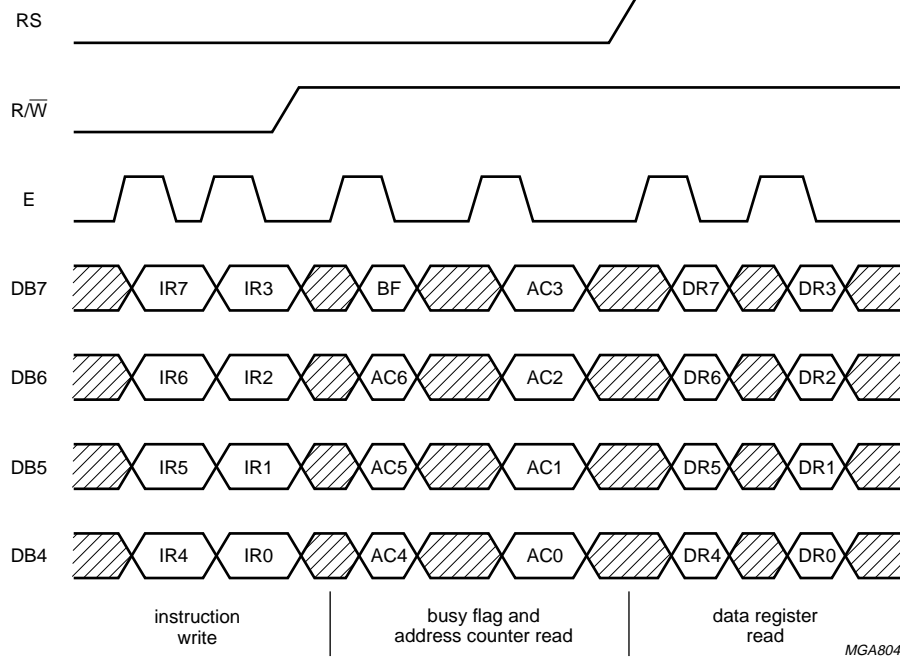 RS
R/W̅
E
DB7 IR7 IR3 BF AC3 DR7 DR3
DB6 IR6 IR2 AC6 AC2 DR6 DR2
DB5 IR5 IR1 AC5 AC1 DR5 DR1
DB4 IR4 IR0 AC4 AC0 DR4 DR0
instruction
write
busy flag and
address counter read
data register
read
MGA804